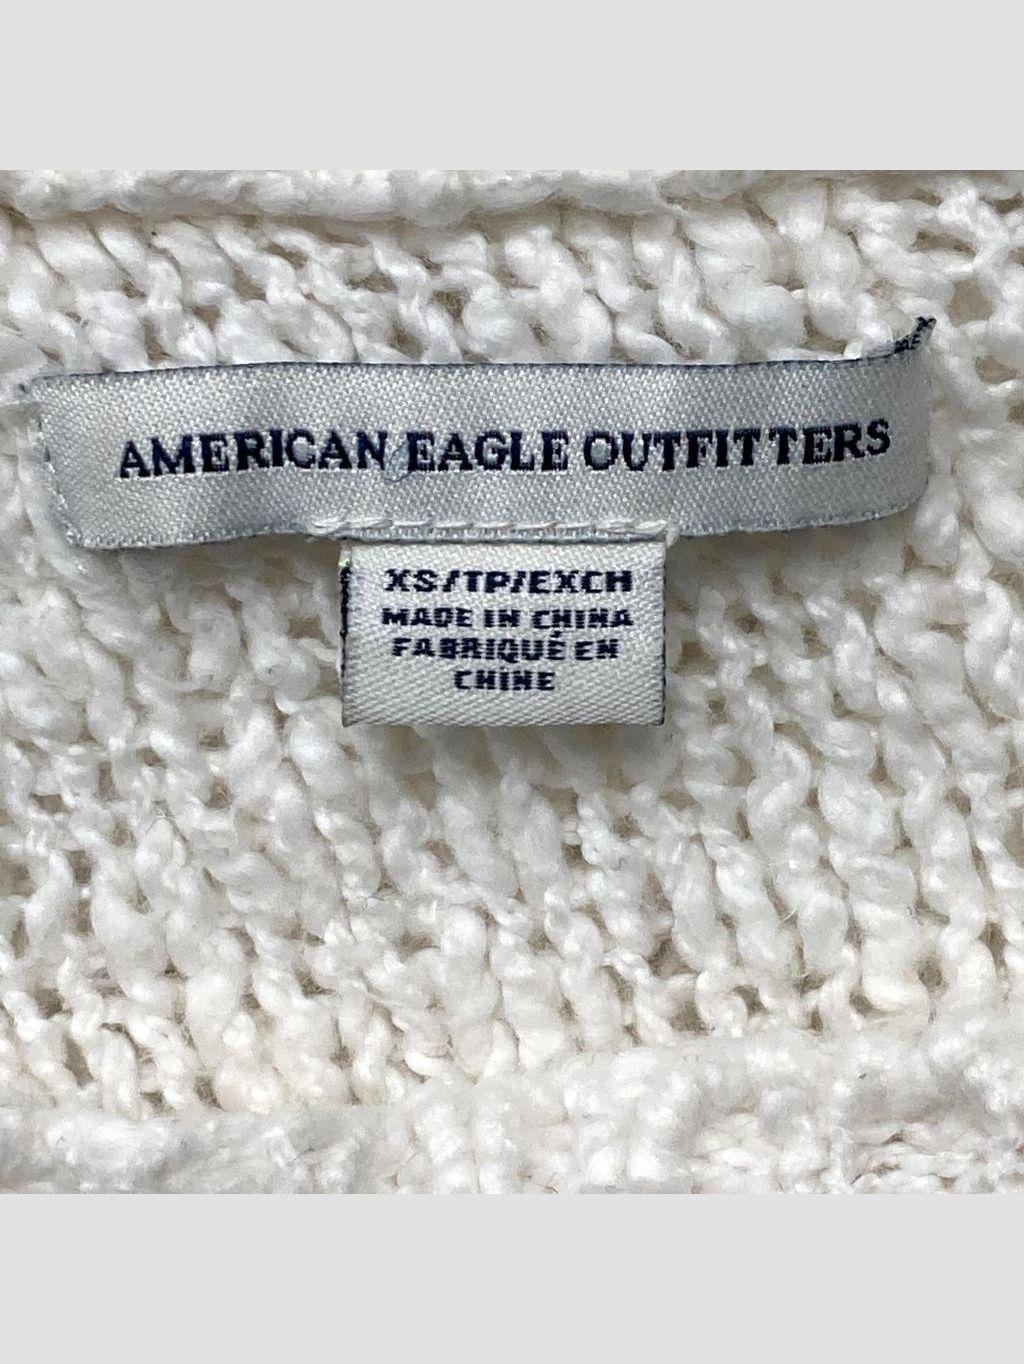 AMERICAN EAGLE OUTFITTERS
XS/TP/EXCH
MADE IN CHINA
FABRIQUÉ EN
CHINE